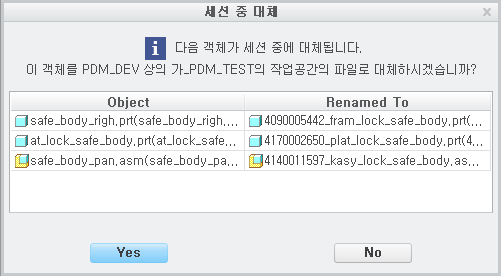 세션 중 대체
다음 객체가 세션 중에 대체됩니다.
이 객체를 PDM_DEV 상의 가_PDM_TEST의 작업공간의 파일로 대체하시겠습니까?
Object Renamed To
safe_body_righ.prt(safe_body_righ.... 4090005442_fram_lock_safe_body.prt(...
at_lock_safe_body.prt(at_lock_safe... 4170002650_plat_lock_safe_body.prt(4...
safe_body_pan.asm(safe_body_pa... 4140011597_kasy_lock_safe_body.as...
Yes No